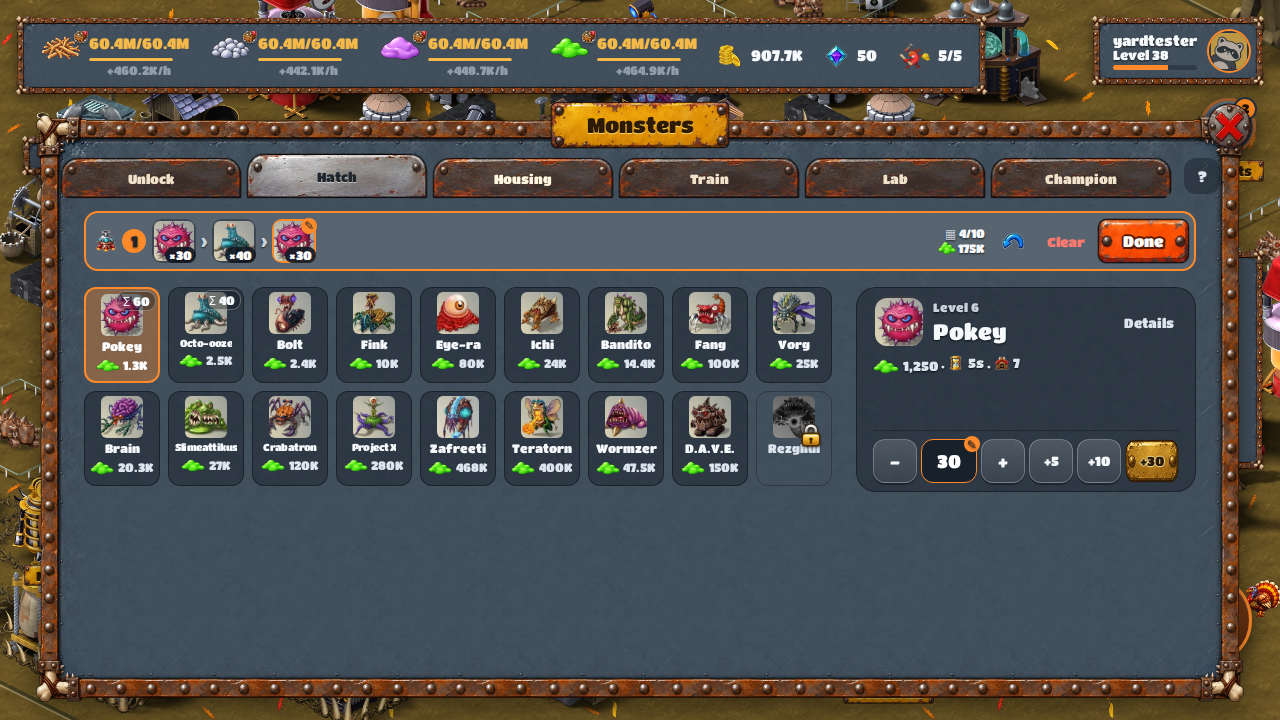 60.4M/60.4M
+460.2K/h
60.4M/60.4M
+442.1K/h
60.4M/60.4M
+448.7K/h
60.4M/60.4M
+464.9K/h
907.7K
50
5/5
yardtester
Level 38
Monsters
Unlock
Hatch
Housing
Train
Lab
Champion
?
1
×30
›
×40
›
×30
4/10
175K
Clear
Done
Σ 60
Pokey
1.3K
Σ 40
Octo-ooze
2.5K
Bolt
2.4K
Fink
10K
Eye-ra
80K
Ichi
24K
Bandito
14.4K
Fang
100K
Vorg
25K
Brain
20.3K
Slimeattikus
27K
Crabatron
120K
Project X
280K
Zafreeti
468K
Teratorn
400K
Wormzer
47.5K
D.A.V.E.
150K
Level 6
Pokey
Details
1,250 · 5s · 7
-
30
+
+5
+10
+30